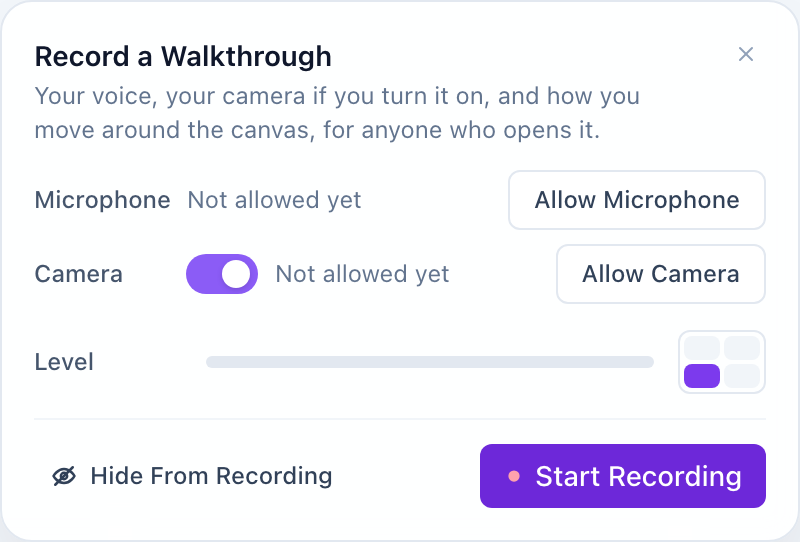 Record a Walkthrough
Your voice, your camera if you turn it on, and how you
move around the canvas, for anyone who opens it.
Microphone Not allowed yet Allow Microphone
Camera Not allowed yet Allow Camera
Level
Hide From Recording Start Recording